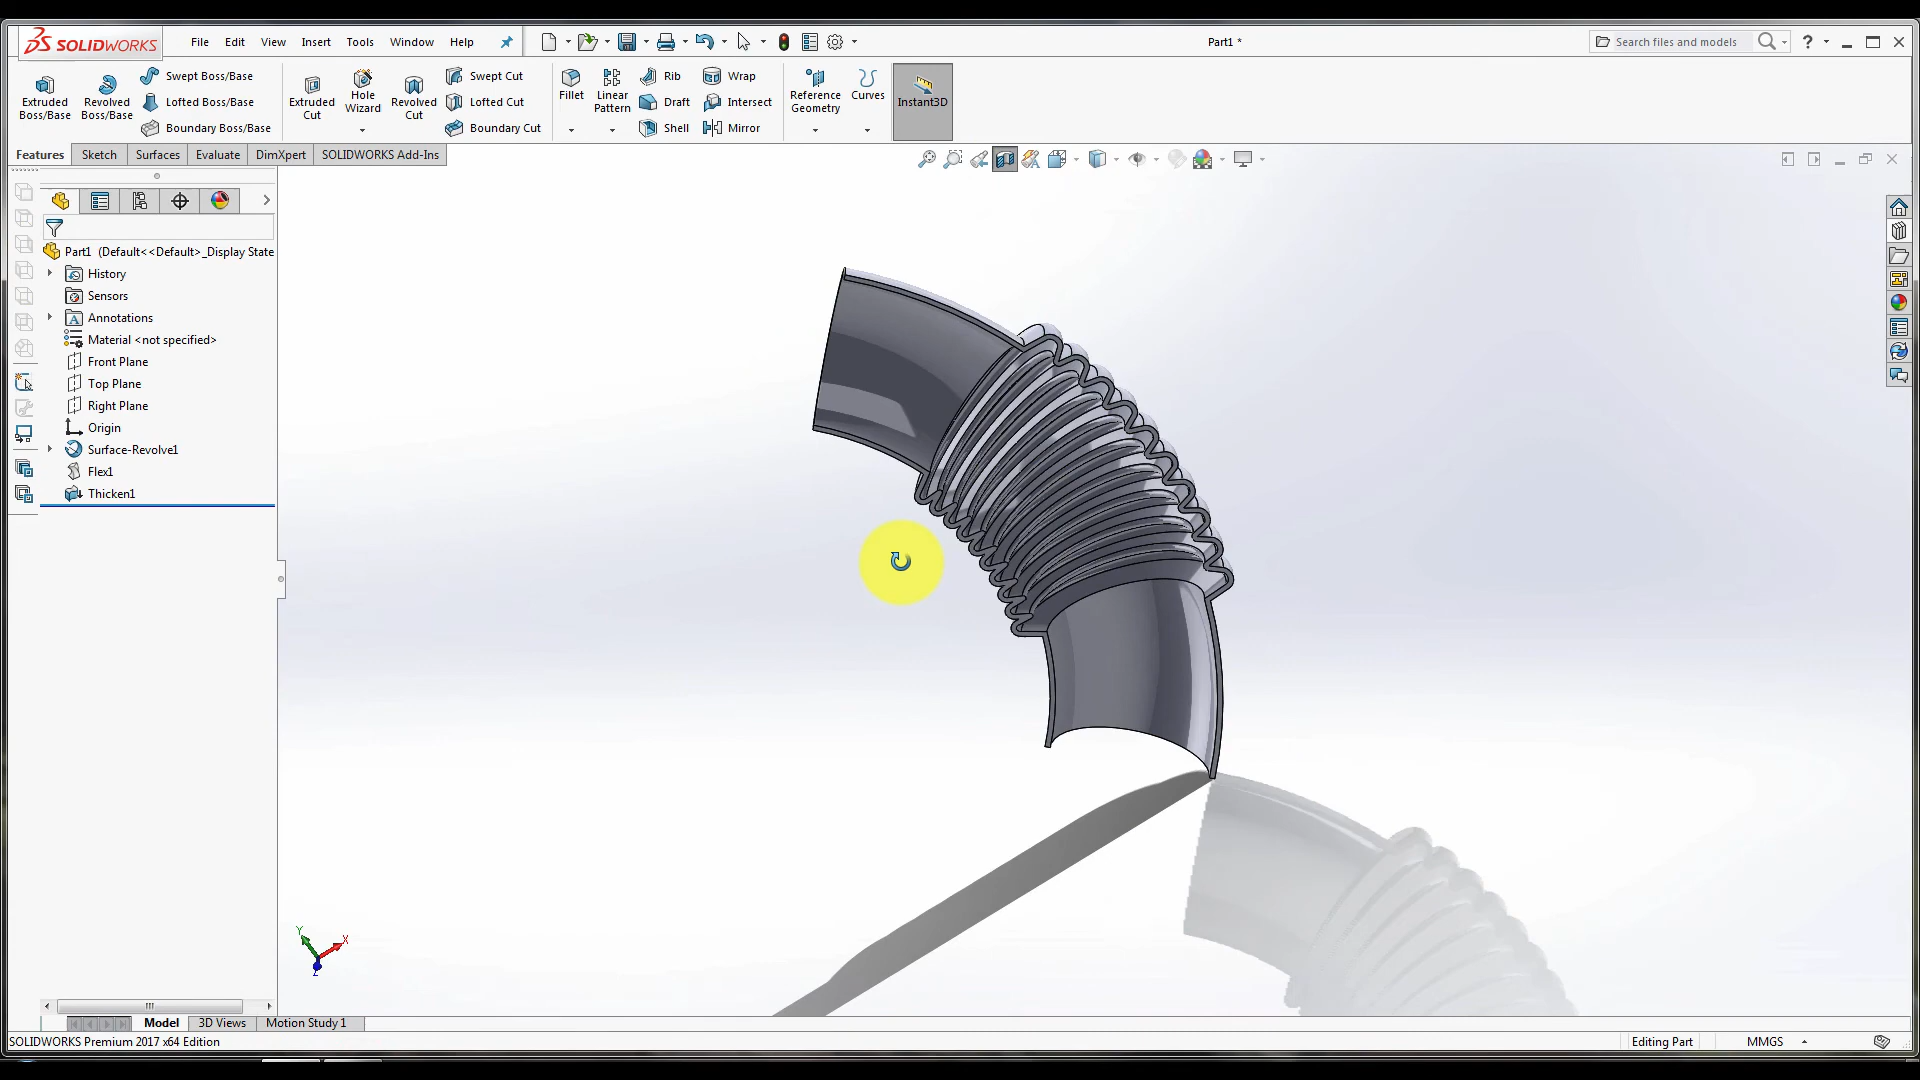 SOLIDWORKS File Edit View Insert Tools Window Help Part1 * Search files and models ?
Extruded Boss/Base
Revolved Boss/Base
Swept Boss/Base
Lofted Boss/Base
Boundary Boss/Base
Extruded Cut
Hole Wizard
Revolved Cut
Swept Cut
Lofted Cut
Boundary Cut
Fillet
Linear Pattern
Rib
Draft
Shell
Wrap
Intersect
Mirror
Reference Geometry
Curves
Instant3D
Features Sketch Surfaces Evaluate DimXpert SOLIDWORKS Add-Ins
Part1 (Default<<Default>_Display State
History
Sensors
Annotations
Material <not specified>
Front Plane
Top Plane
Right Plane
Origin
Surface-Revolve1
Flex1
Thicken1
Y
X
Z
Model 3D Views Motion Study 1
SOLIDWORKS Premium 2017 x64 Edition Editing Part MMGS